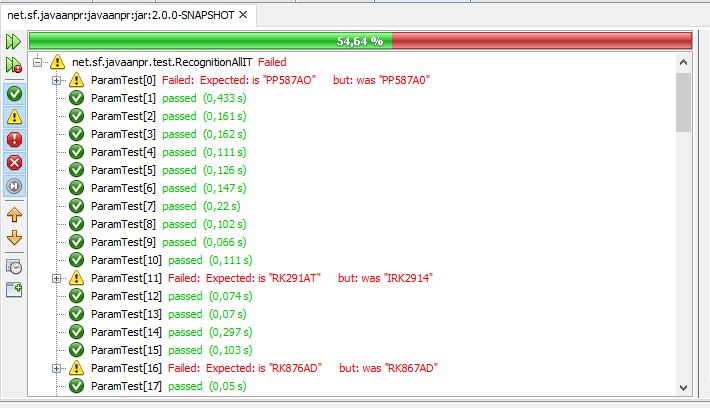 net.sf.javaanpr:javaanpr:jar:2.0.0-SNAPSHOT
54,64 %
net.sf.javaanpr.test.RecognitionAllIT Failed
ParamTest[0] Failed: Expected: is "PP587AO" but: was "PP587A0"
ParamTest[1] passed (0,433 s)
ParamTest[2] passed (0,161 s)
ParamTest[3] passed (0,162 s)
ParamTest[4] passed (0,111 s)
ParamTest[5] passed (0,126 s)
ParamTest[6] passed (0,147 s)
ParamTest[7] passed (0,22 s)
ParamTest[8] passed (0,102 s)
ParamTest[9] passed (0,066 s)
ParamTest[10] passed (0,111 s)
ParamTest[11] Failed: Expected: is "RK291AT" but: was "IRK2914"
ParamTest[12] passed (0,074 s)
ParamTest[13] passed (0,07 s)
ParamTest[14] passed (0,297 s)
ParamTest[15] passed (0,103 s)
ParamTest[16] Failed: Expected: is "RK876AD" but: was "RK867AD"
ParamTest[17] passed (0,05 s)